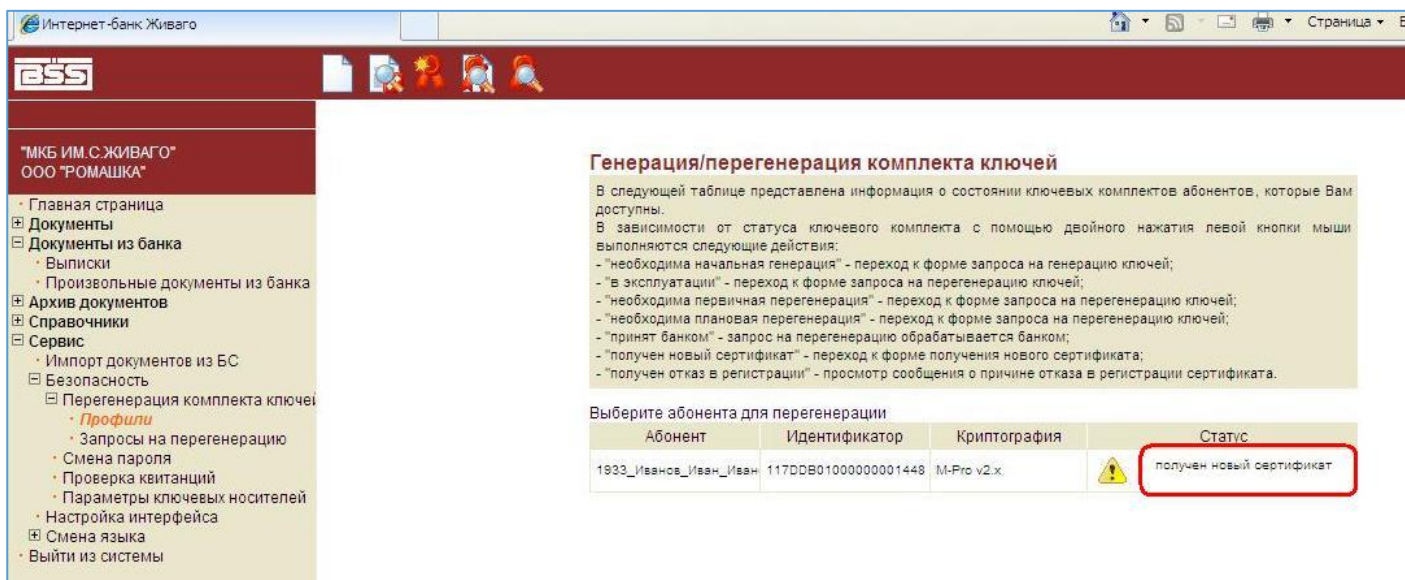 Интернет-банк Живаго
Страница
BSS
"МКБ ИМ.С.ЖИВАГО"
ООО "РОМАШКА"
Главная страница
Документы
Документы из банка
Выписки
Произвольные документы из банка
Архив документов
Справочники
Сервис
Импорт документов из БС
Безопасность
Перегенерация комплекта ключей
Профили
Запросы на перегенерацию
Смена пароля
Проверка квитанций
Параметры ключевых носителей
Настройка интерфейса
Смена языка
Выйти из системы
Генерация/перегенерация комплекта ключей
В следующей таблице представлена информация о состоянии ключевых комплектов абонентов, которые Вам
доступны.
В зависимости от статуса ключевого комплекта с помощью двойного нажатия левой кнопки мыши
выполняются следующие действия:
- "необходима начальная генерация" - переход к форме запроса на генерацию ключей;
- "в эксплуатации" - переход к форме запроса на перегенерацию ключей;
- "необходима первичная перегенерация" - переход к форме запроса на перегенерацию ключей;
- "необходима плановая перегенерация" - переход к форме запроса на перегенерацию ключей;
- "принят банком" - запрос на перегенерацию обрабатывается банком;
- "получен новый сертификат" - переход к форме получения нового сертификата;
- "получен отказ в регистрации" - просмотр сообщения о причине отказа в регистрации сертификата.
Выберите абонента для перегенерации
Абонент Идентификатор Криптография Статус
1933_Иванов_Иван_Иван 117DDB01000000001448 M-Pro v2.x. получен новый сертификат